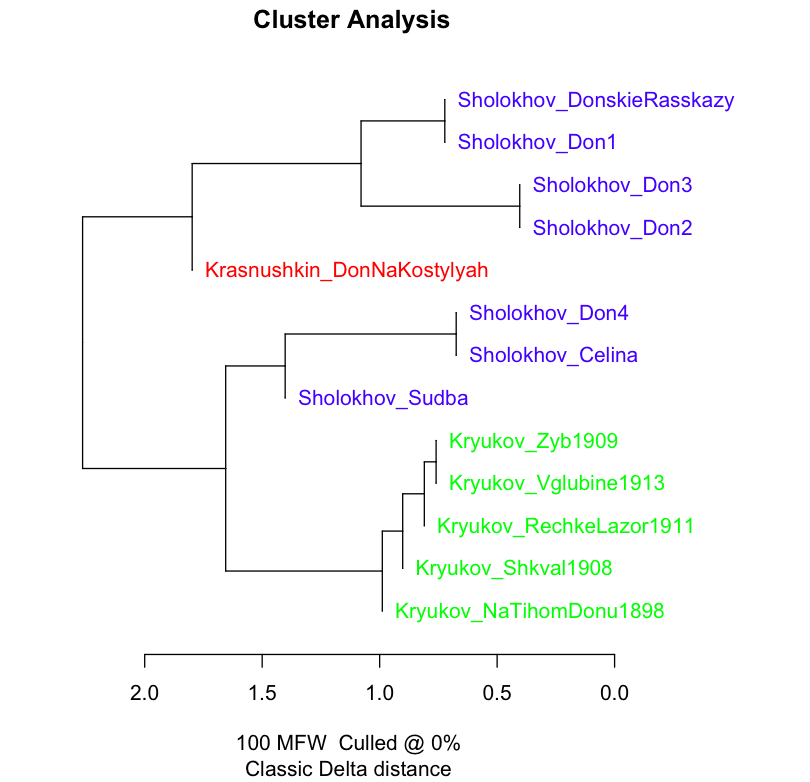 Cluster Analysis
Sholokhov_DonskieRasskazy
Sholokhov_Don1
Sholokhov_Don3
Sholokhov_Don2
Krasnushkin_DonNaKostylyah
Sholokhov_Don4
Sholokhov_Celina
Sholokhov_Sudba
Kryukov_Zyb1909
Kryukov_Vglubine1913
Kryukov_RechkeLazor1911
Kryukov_Shkval1908
Kryukov_NaTihomDonu1898
2.0 1.5 1.0 0.5 0.0
100 MFW Culled @ 0%
Classic Delta distance